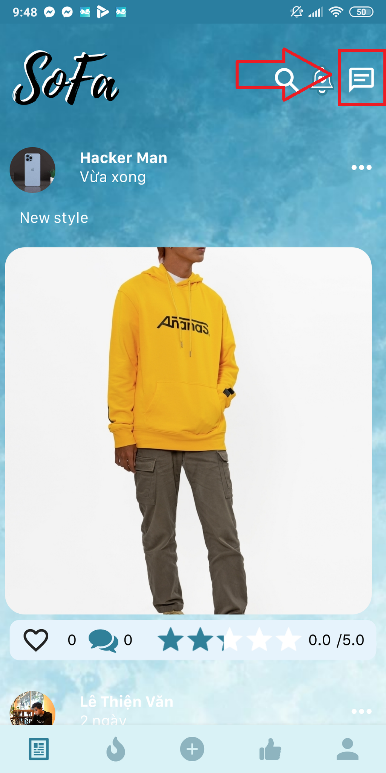 9:48
50
SoFa
Hacker Man
Vừa xong
New style
Ananas
0
0
0.0 /5.0
Lê Thiện Văn
2 ngày